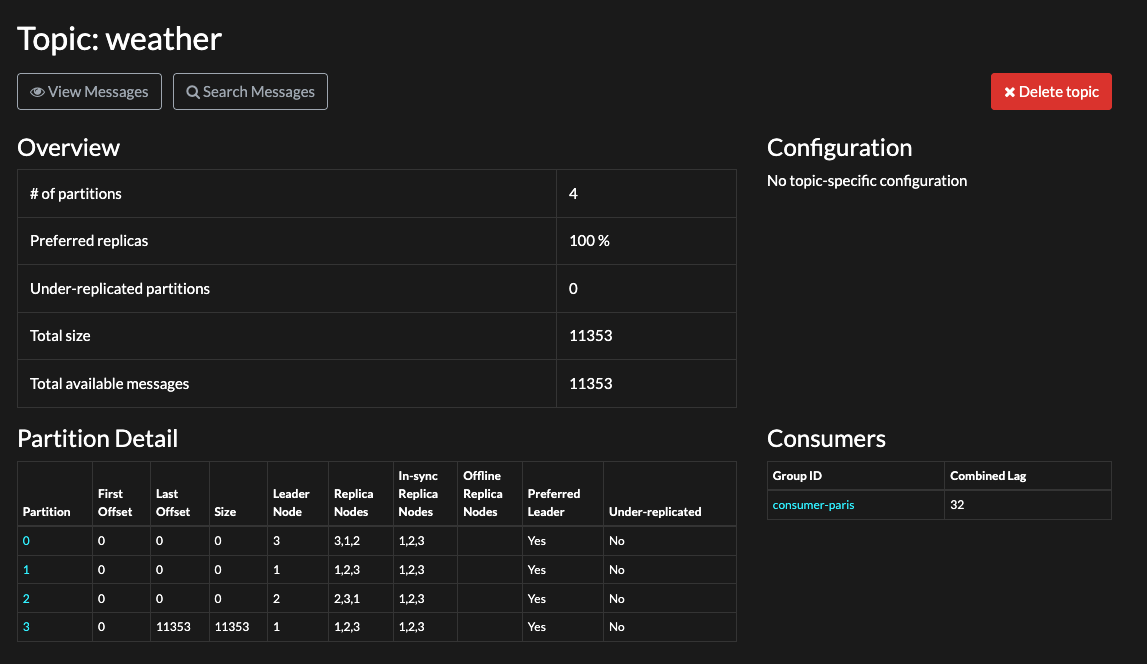 Topic: weather
View Messages Search Messages Delete topic
Overview
# of partitions 4
Preferred replicas 100 %
Under-replicated partitions 0
Total size 11353
Total available messages 11353
Configuration
No topic-specific configuration
Partition Detail
Partition First Offset Last Offset Size Leader Node Replica Nodes In-sync Replica Nodes Offline Replica Nodes Preferred Leader Under-replicated
0 0 0 0 3 3,1,2 1,2,3 Yes No
1 0 0 0 1 1,2,3 1,2,3 Yes No
2 0 0 0 2 2,3,1 1,2,3 Yes No
3 0 11353 11353 1 1,2,3 1,2,3 Yes No
Consumers
Group ID Combined Lag
consumer-paris 32